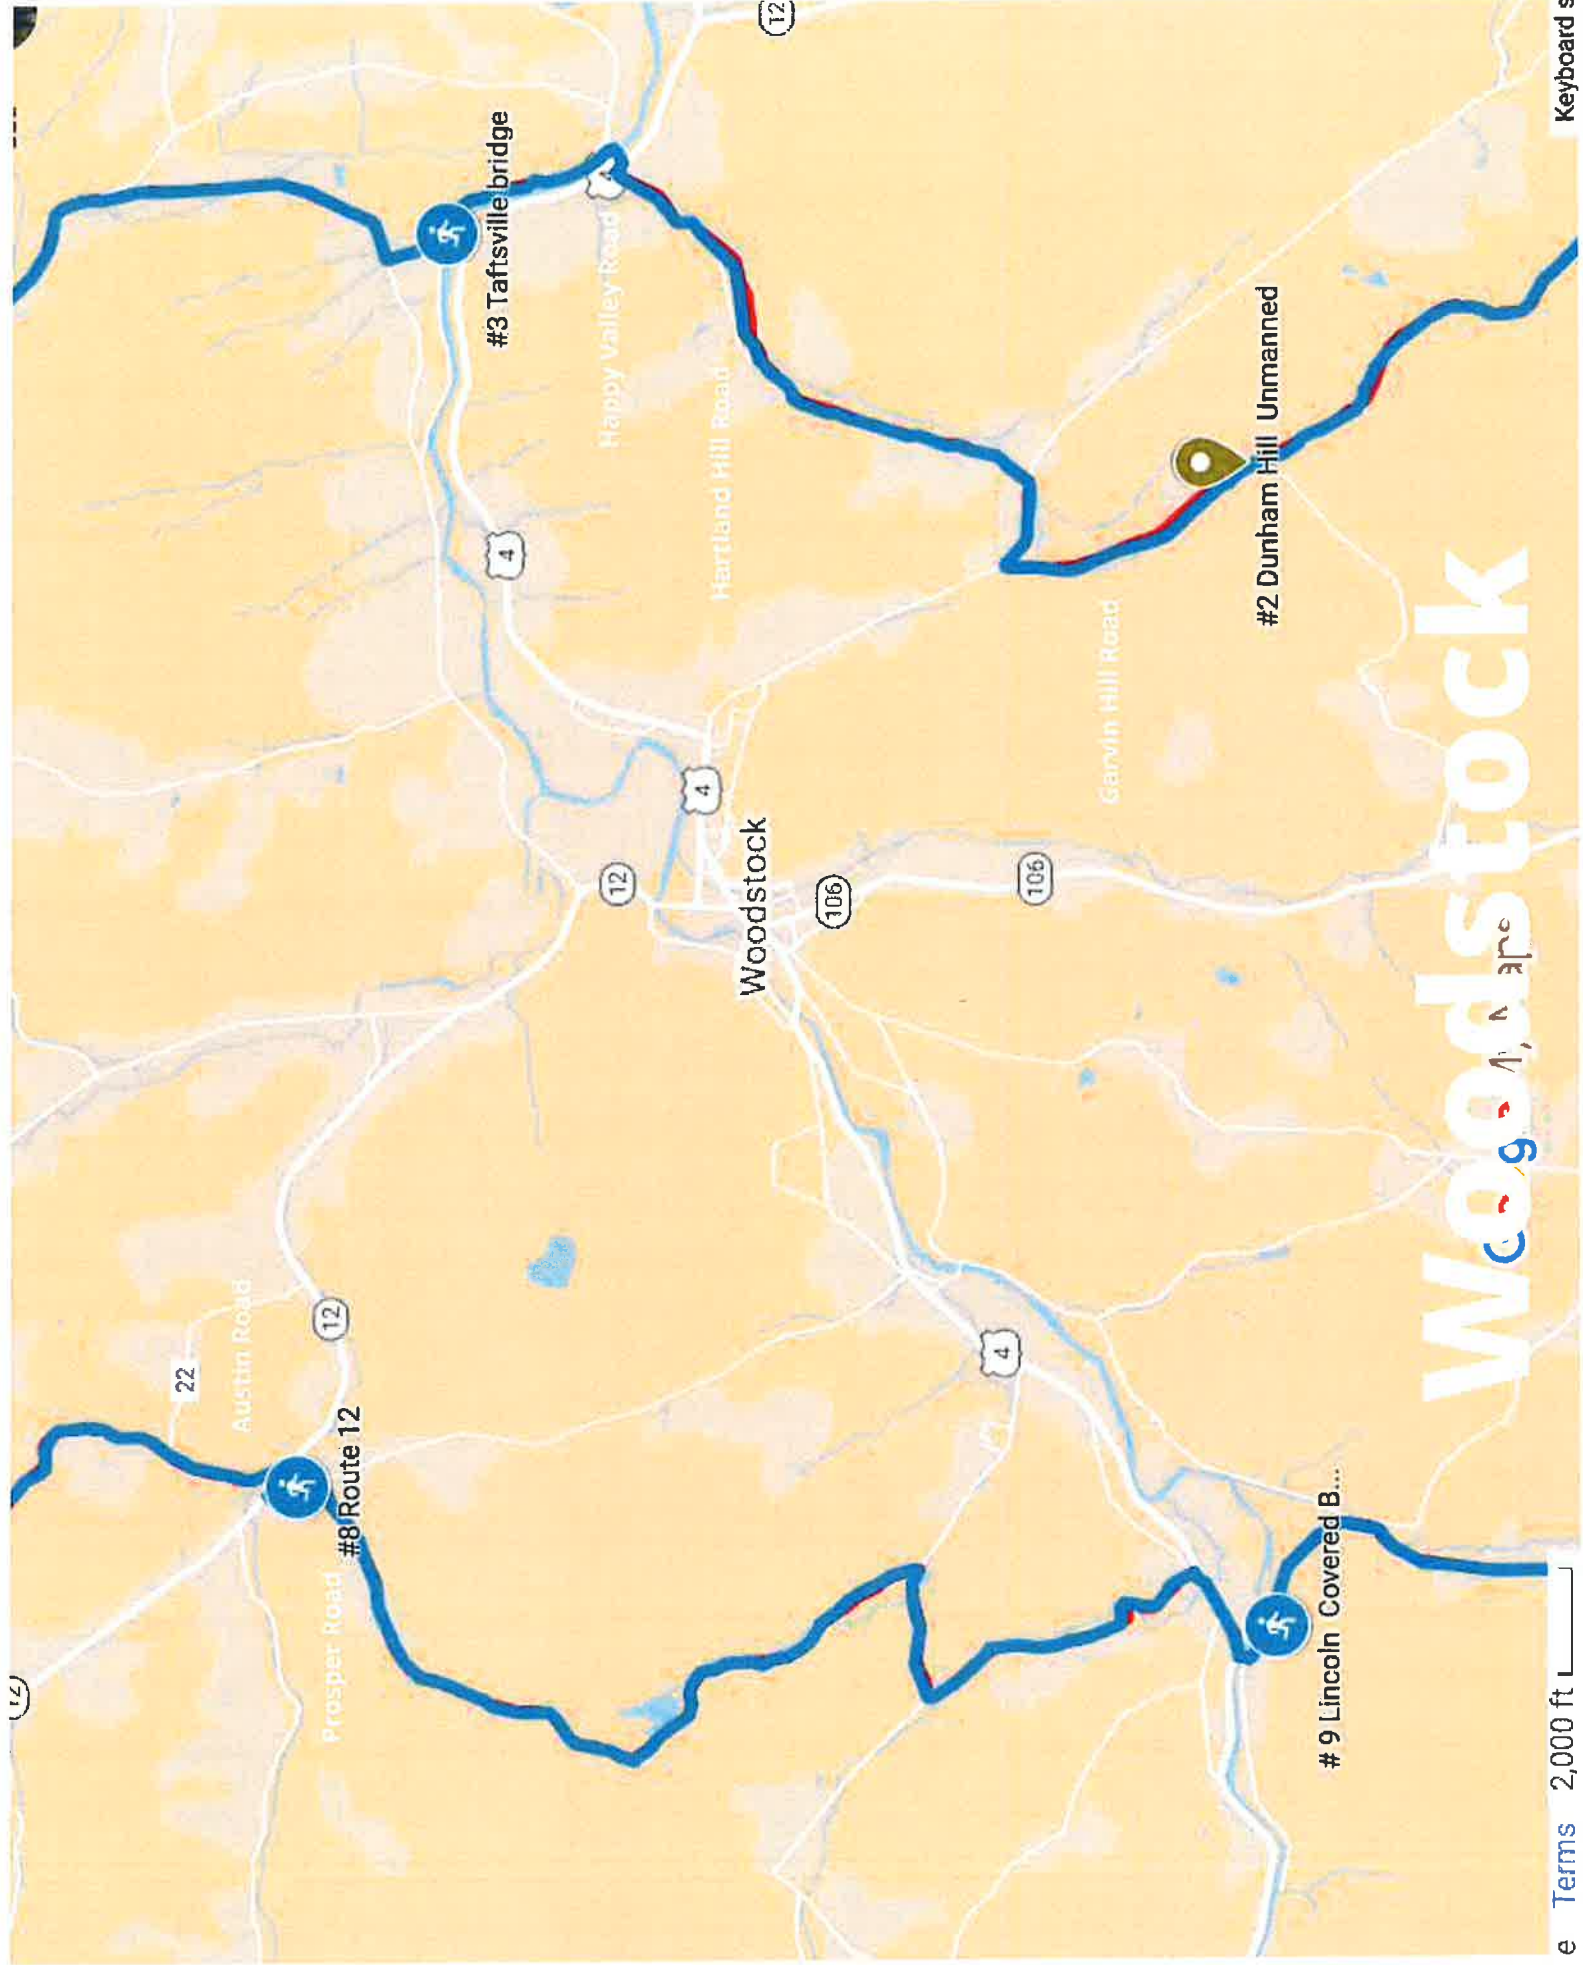 12
22
Austin Road
12
#8 Route 12
Prosper Road
#3 Taftsville bridge
4
4
Happy Valley Road
12
Hartland Hill Road
4
Woodstock
12
106
106
4
Garvin Hill Road
#2 Dunham Hill Unmanned
# 9 Lincoln Covered B...
Woodstock
Terms 2,000 ft
Keyboard s